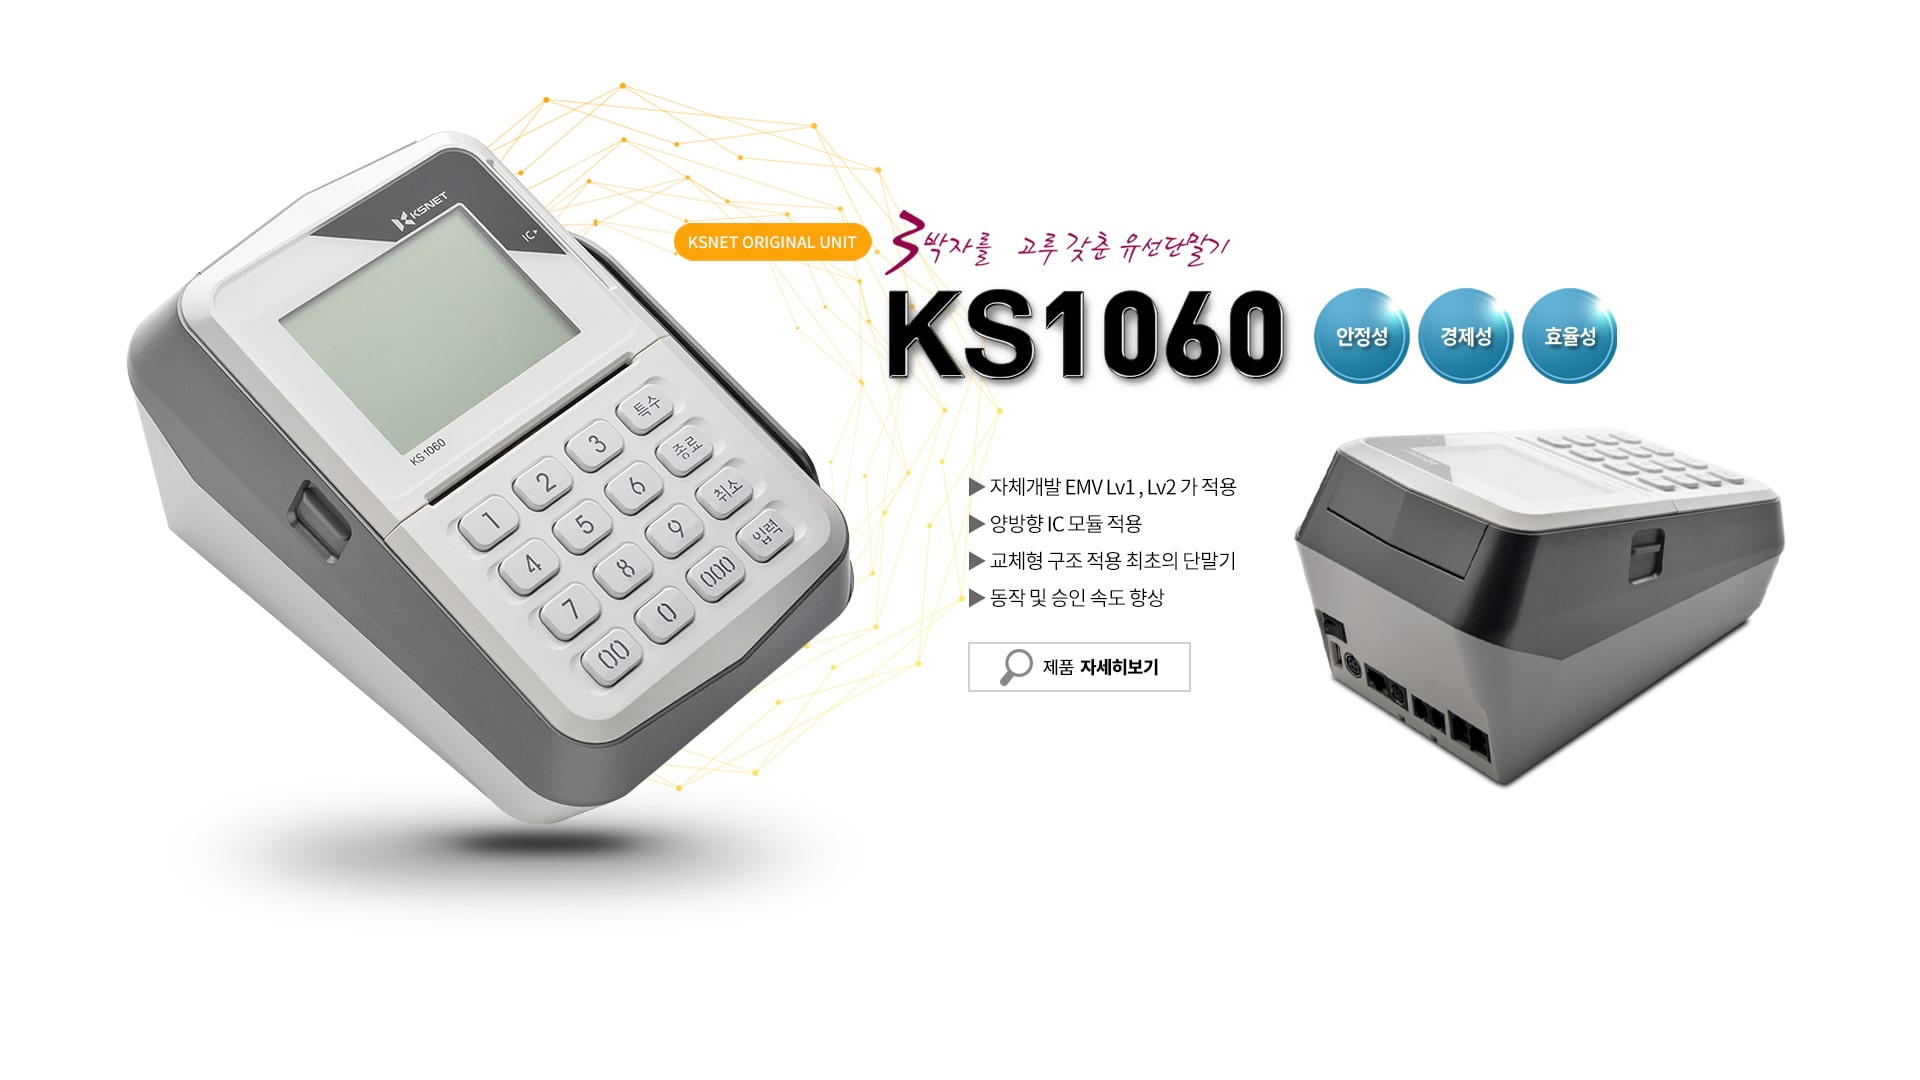 KSNET
IC
KS1060
1
2
3
특수
4
5
6
종료
7
8
9
취소
00
0
000
입력
KSNET ORIGINAL UNIT
3박자를 고루 갖춘 유선단말기
KS1060
안정성
경제성
효율성
▶ 자체개발 EMV Lv1 , Lv2 가 적용
▶ 양방향 IC 모듈 적용
▶ 교체형 구조 적용 최초의 단말기
▶ 동작 및 승인 속도 향상
제품 자세히보기